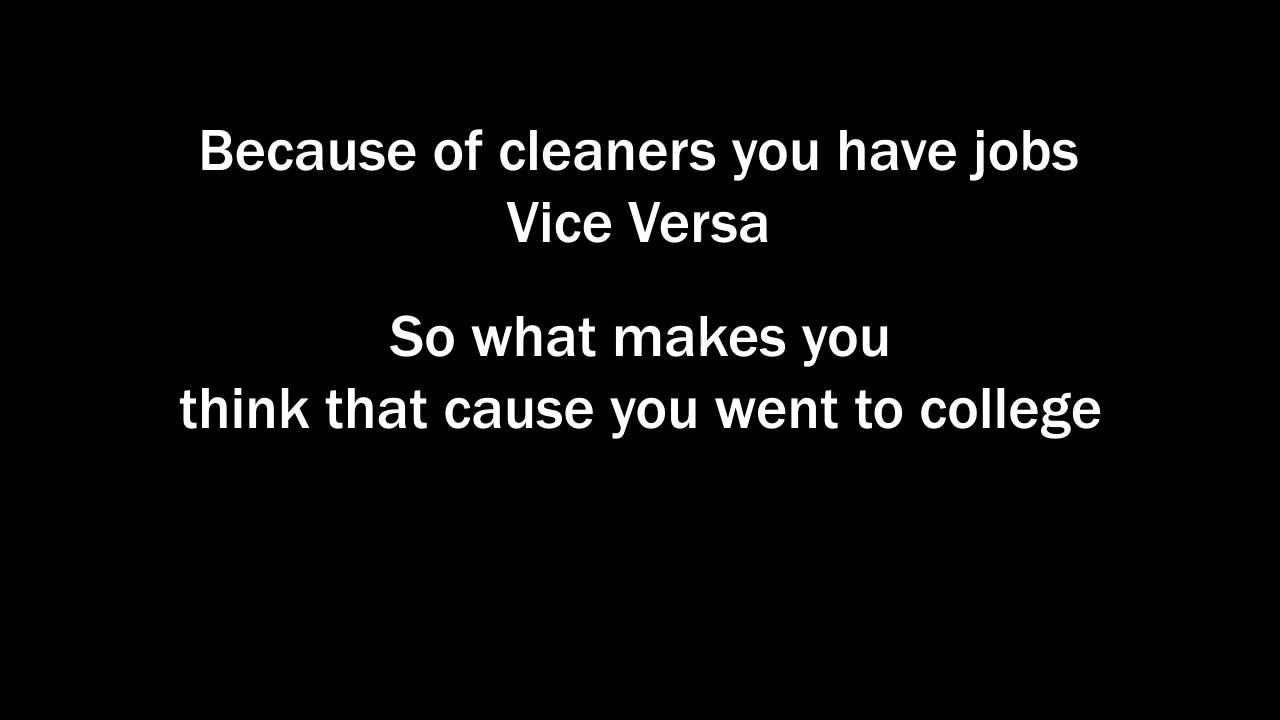 Because of cleaners you have jobs
Vice Versa
So what makes you
think that cause you went to college